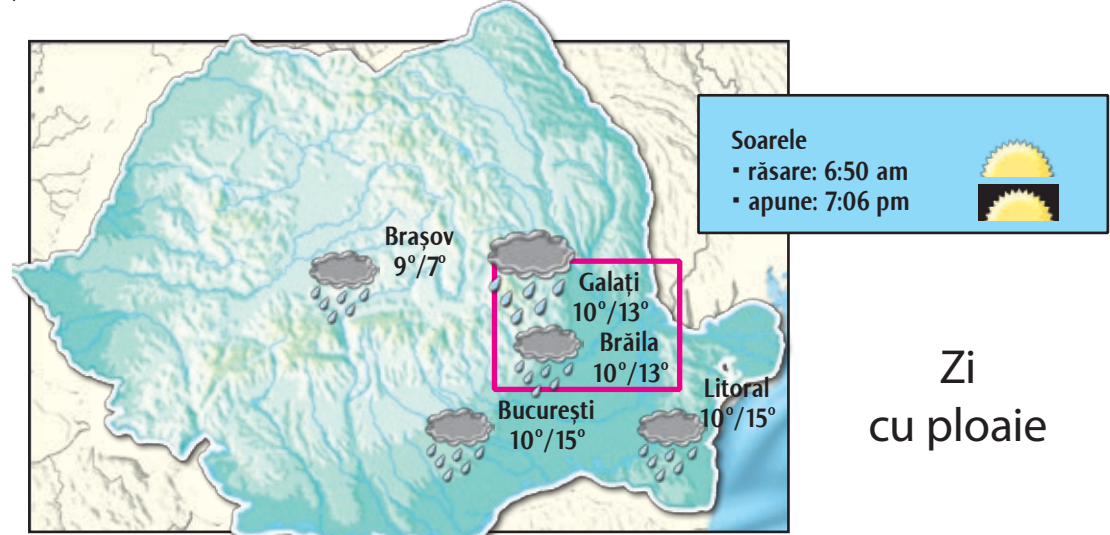 Soarele
▪ răsare: 6:50 am
▪ apune: 7:06 pm
Brașov
9°/7°
Galați
10°/13°
Brăila
10°/13°
Litoral
10°/15°
București
10°/15°
Zi
cu ploaie